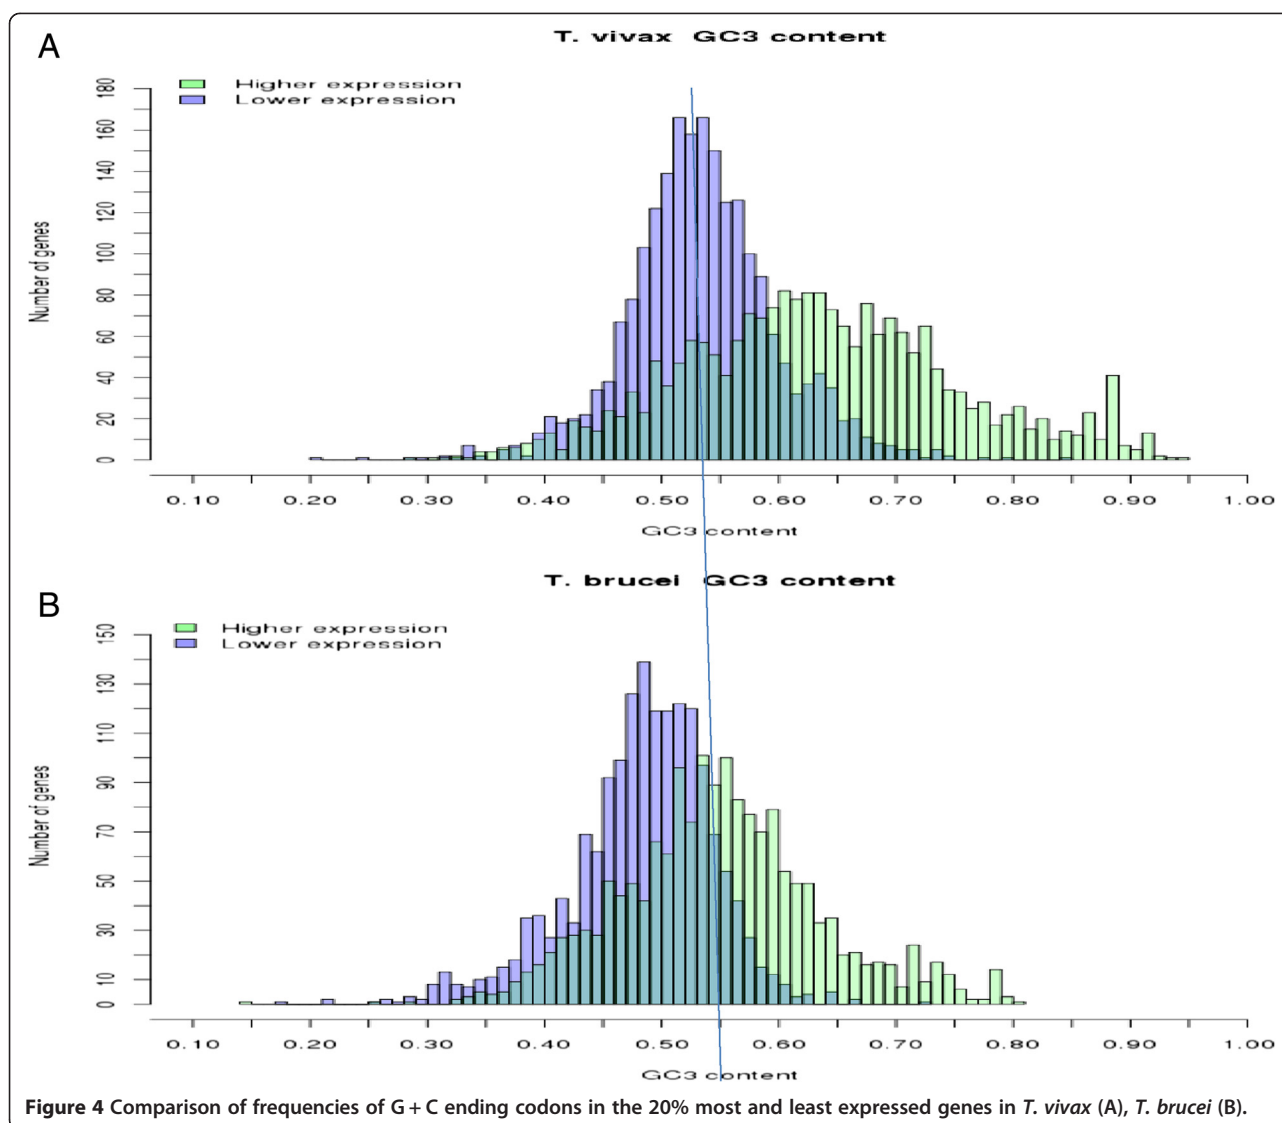 A
T. vivax GC3 content
Higher expression
Lower expression
Number of genes
180
160
140
120
100
80
60
40
20
0
0.10 0.20 0.30 0.40 0.50 0.60 0.70 0.80 0.90 1.00
GC3 content
B
T. brucei GC3 content
Higher expression
Lower expression
Number of genes
150
130
110
90
70
50
30
10
0
0.10 0.20 0.30 0.40 0.50 0.60 0.70 0.80 0.90 1.00
GC3 content
Figure 4 Comparison of frequencies of G + C ending codons in the 20% most and least expressed genes in T. vivax (A), T. brucei (B).